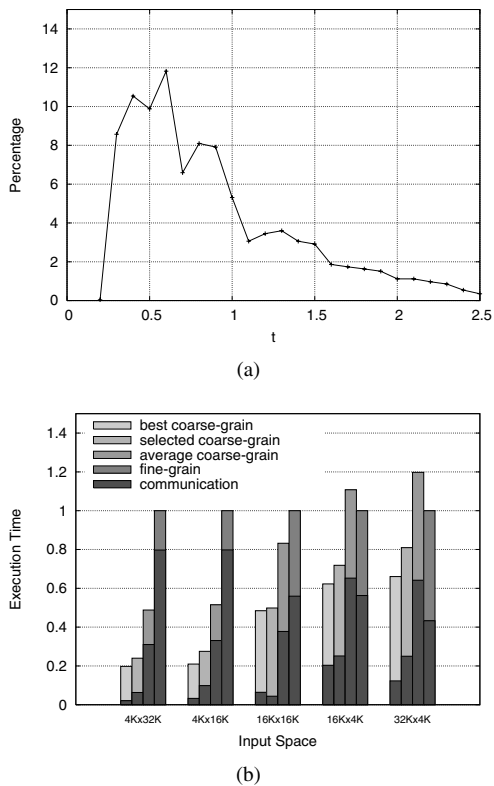 14
12
10
8
6
4
2
0
Percentage
0 0.5 1 1.5 2 2.5
t
(a)
best coarse-grain
selected coarse-grain
average coarse-grain
fine-grain
communication
1.4
1.2
1
0.8
0.6
0.4
0.2
0
Execution Time
4Kx32K 4Kx16K 16Kx16K 16Kx4K 32Kx4K
Input Space
(b)